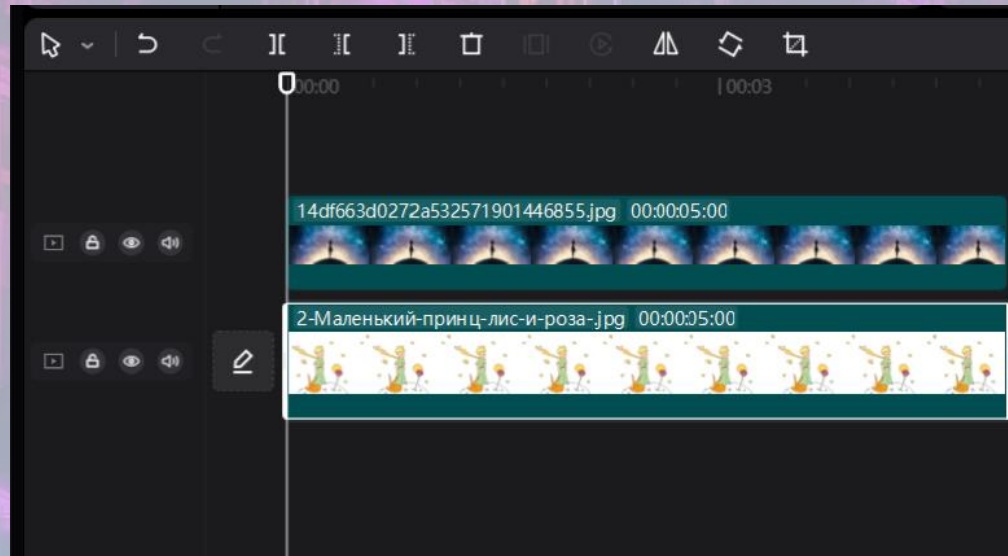 00:00 00:03
14df663d0272a532571901446855.jpg 00:00:05:00
2-Маленький-принц-лис-и-роза-.jpg 00:00:05:00